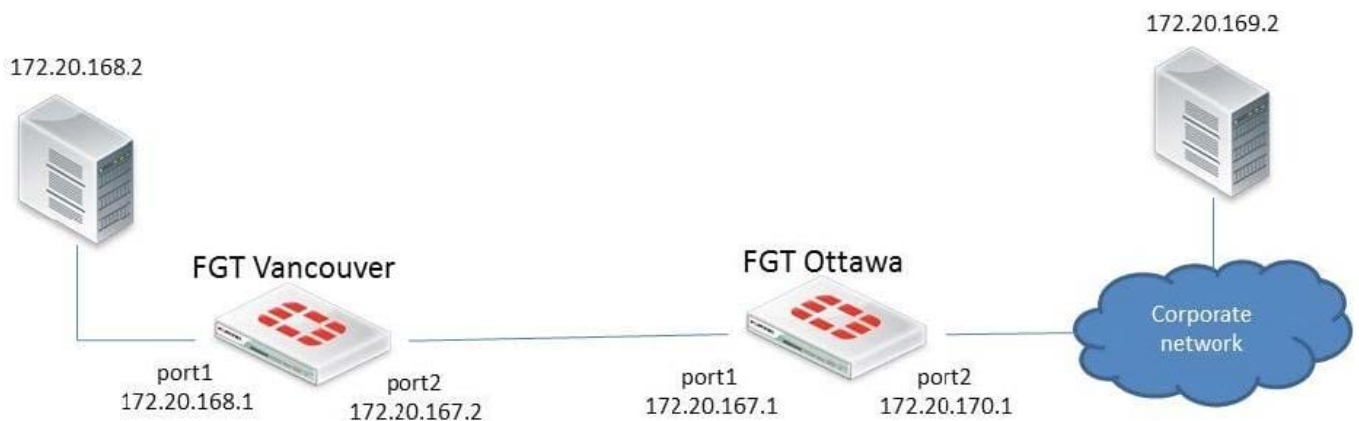 172.20.169.2
172.20.168.2
FGT Vancouver
FGT Ottawa
Corporate
network
port1
172.20.168.1
port2
172.20.167.2
port1
172.20.167.1
port2
172.20.170.1